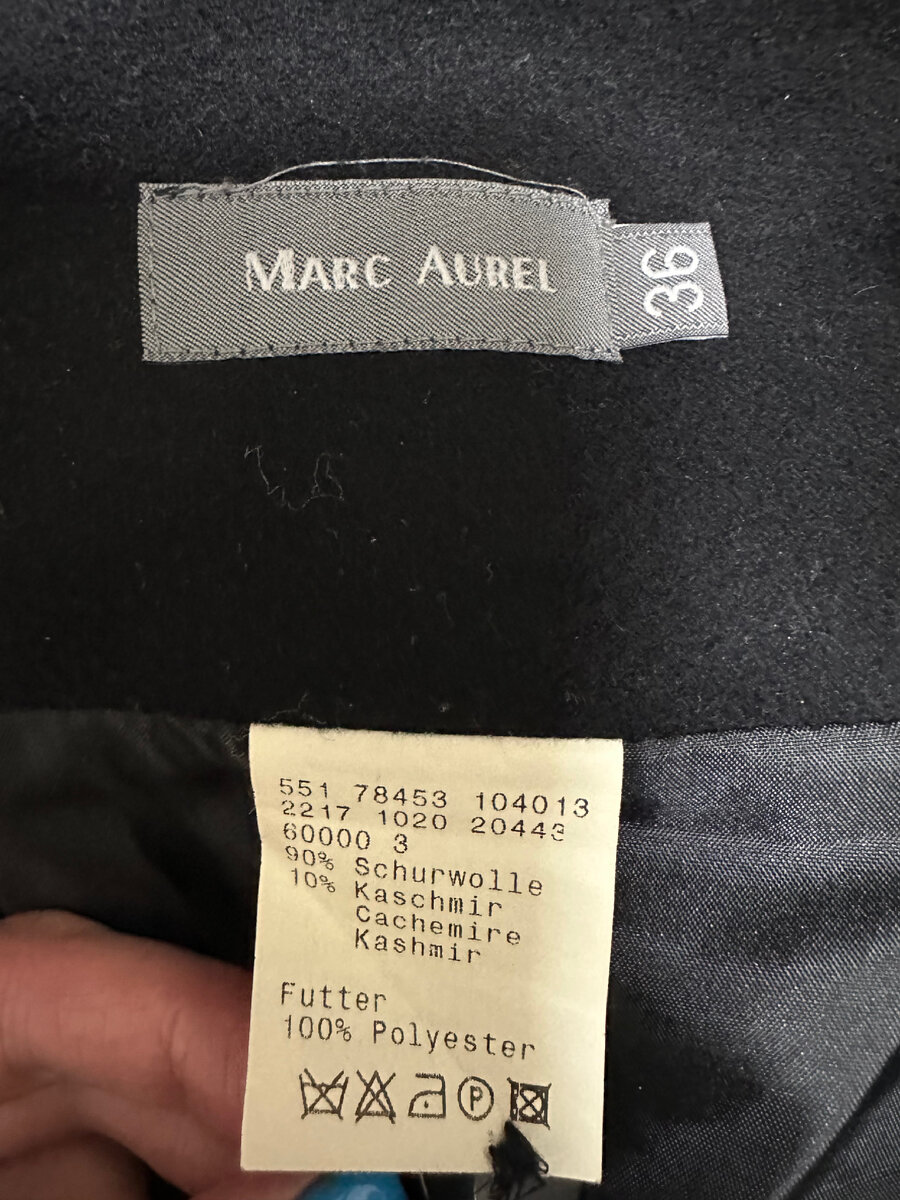 MARC AUREL
36
551 78453 104013
2217 1020 20443
60000 3
90% Schurwolle
10% Kaschmir
Cachemire
Kashmir
Futter
100% Polyester
P